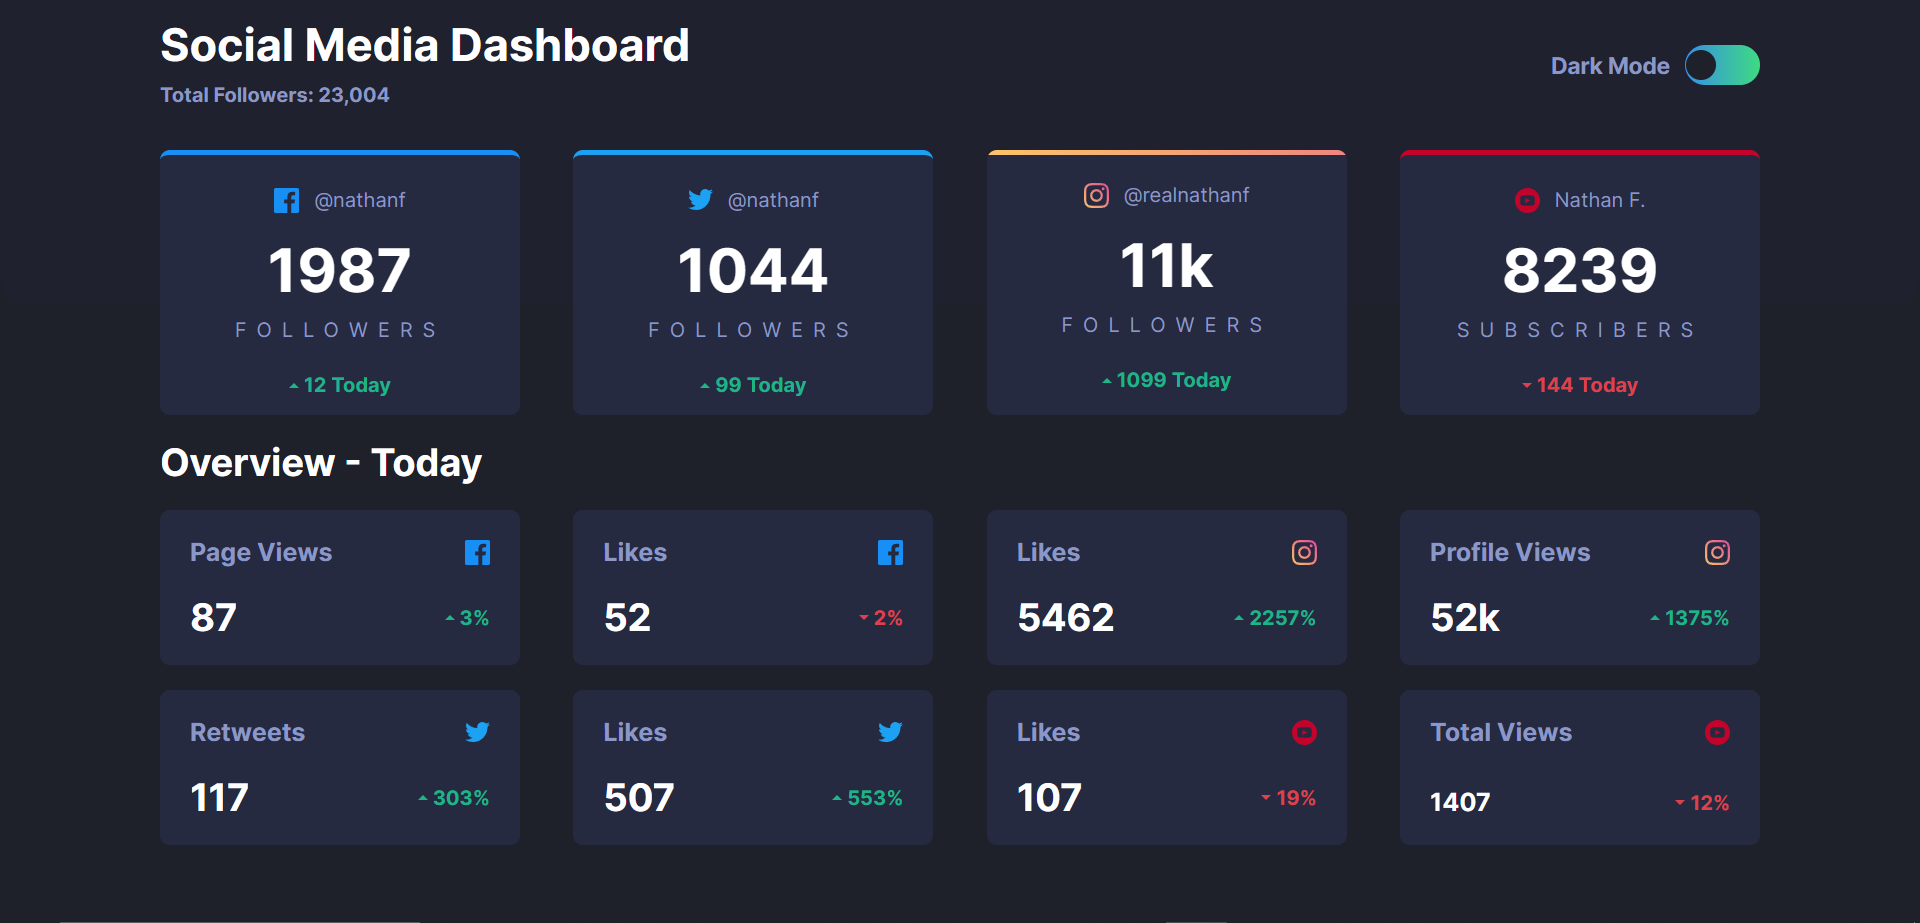 Social Media Dashboard
Total Followers: 23,004
Dark Mode
@nathanf
1987
FOLLOWERS
12 Today
@nathanf
1044
FOLLOWERS
99 Today
@realnathanf
11k
FOLLOWERS
1099 Today
Nathan F.
8239
SUBSCRIBERS
144 Today
Overview - Today
Page Views
87
3%
Likes
52
2%
Likes
5462
2257%
Profile Views
52k
1375%
Retweets
117
303%
Likes
507
553%
Likes
107
19%
Total Views
1407
12%